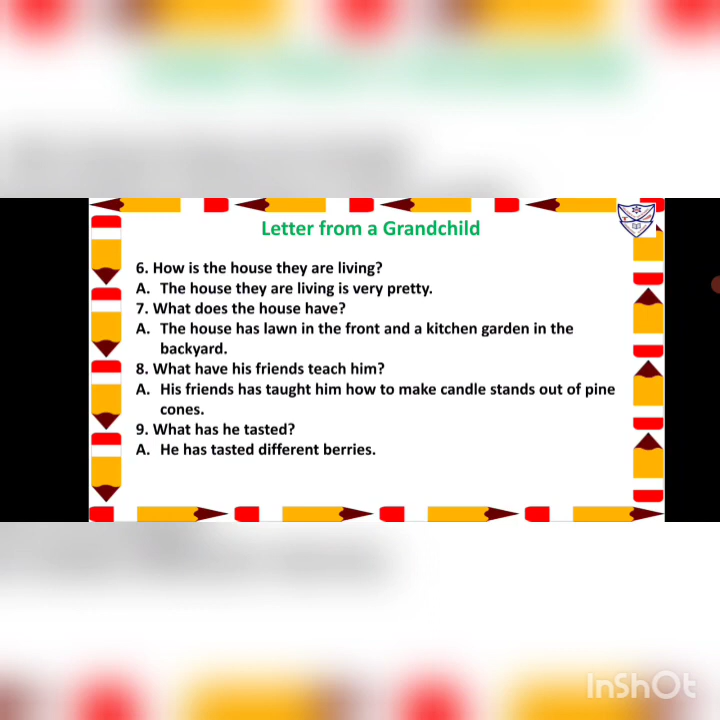 Letter from a Grandchild
6. How is the house they are living?
A. The house they are living is very pretty.
7. What does the house have?
A. The house has lawn in the front and a kitchen garden in the
backyard.
8. What have his friends teach him?
A. His friends has taught him how to make candle stands out of pine
cones.
9. What has he tasted?
A. He has tasted different berries.
InShOt